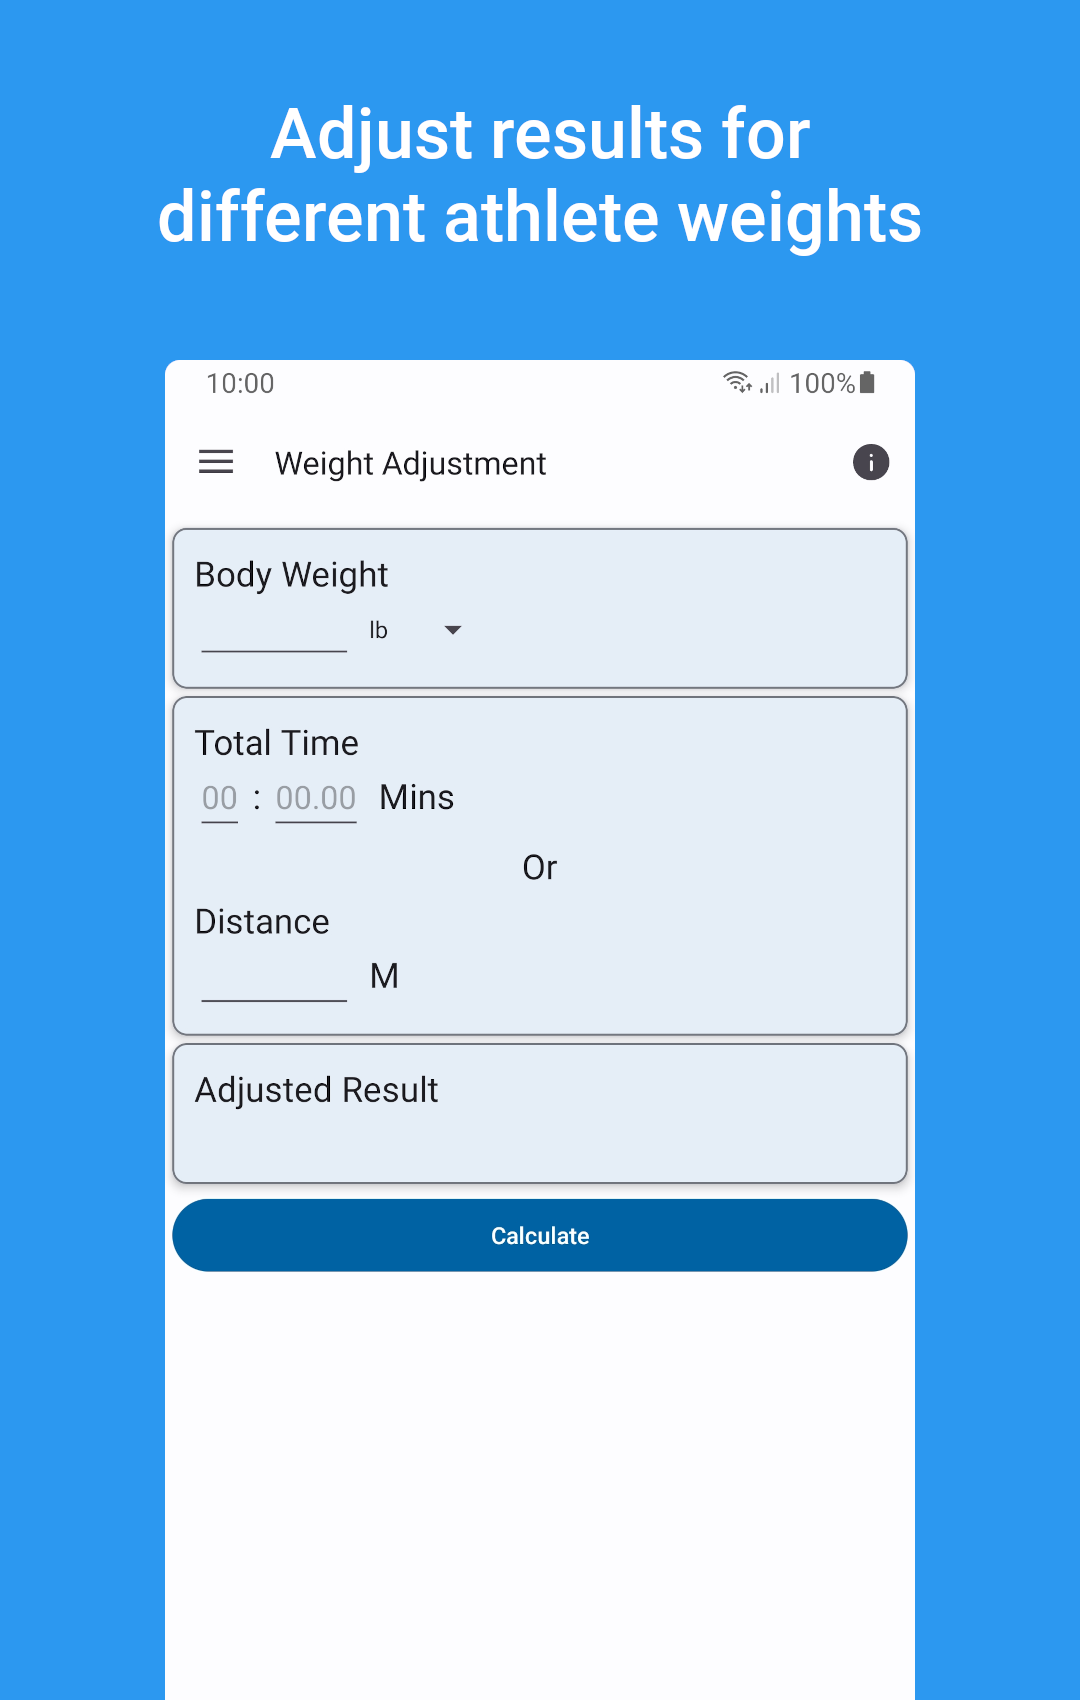 Adjust results for
different athlete weights
10:00 100%
Weight Adjustment
Body Weight
lb
Total Time
00 : 00.00 Mins
Or
Distance
M
Adjusted Result
Calculate